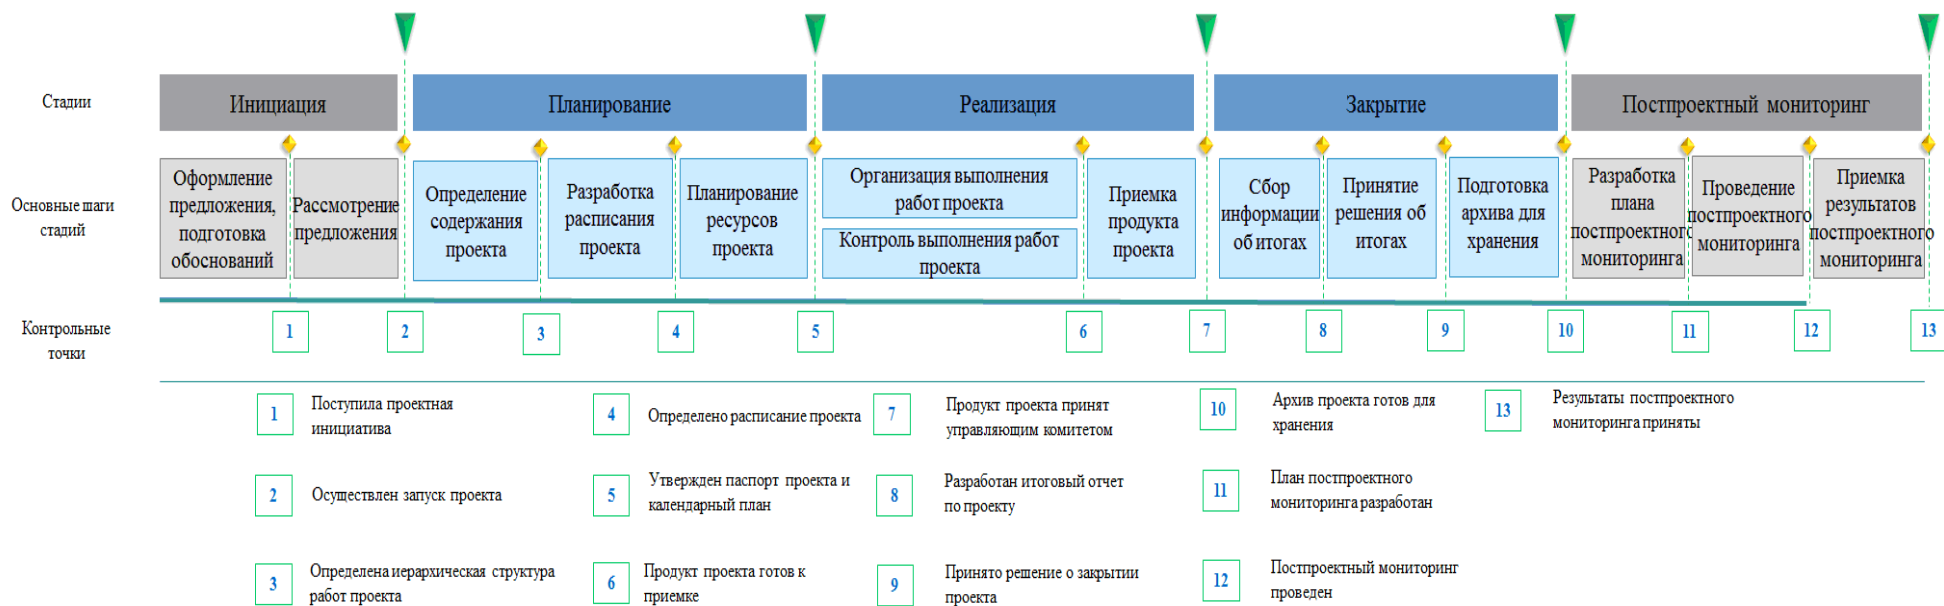 Стадии
Инициация
Планирование
Реализация
Закрытие
Постпроектный мониторинг
Основные шаги
стадий
Оформление
предложения,
подготовка
обоснований
Рассмотрение
предложения
Определение
содержания
проекта
Разработка
расписания
проекта
Планирование
ресурсов
проекта
Организация выполнения
работ проекта
Контроль выполнения работ
проекта
Приемка
продукта
проекта
Сбор
информации
об итогах
Принятие
решения об
итогах
Подготовка
архива для
хранения
Разработка
плана
постпроектного
мониторинга
Проведение
постпроектного
мониторинга
Приемка
результатов
постпроектного
мониторинга
Контрольные
точки
1
2
3
4
5
6
7
8
9
10
11
12
13
1
Поступила проектная
инициатива
2
Осуществлен запуск проекта
3
Определена иерархическая структура
работ проекта
4
Определено расписание проекта
5
Утвержден паспорт проекта и
календарный план
6
Продукт проекта готов к
приемке
7
Продукт проекта принят
управляющим комитетом
8
Разработан итоговый отчет
по проекту
9
Принято решение о закрытии
проекта
10
Архив проекта готов для
хранения
11
План постпроектного
мониторинга разработан
12
Постпроектный мониторинг
проведен
13
Результаты постпроектного
мониторинга приняты